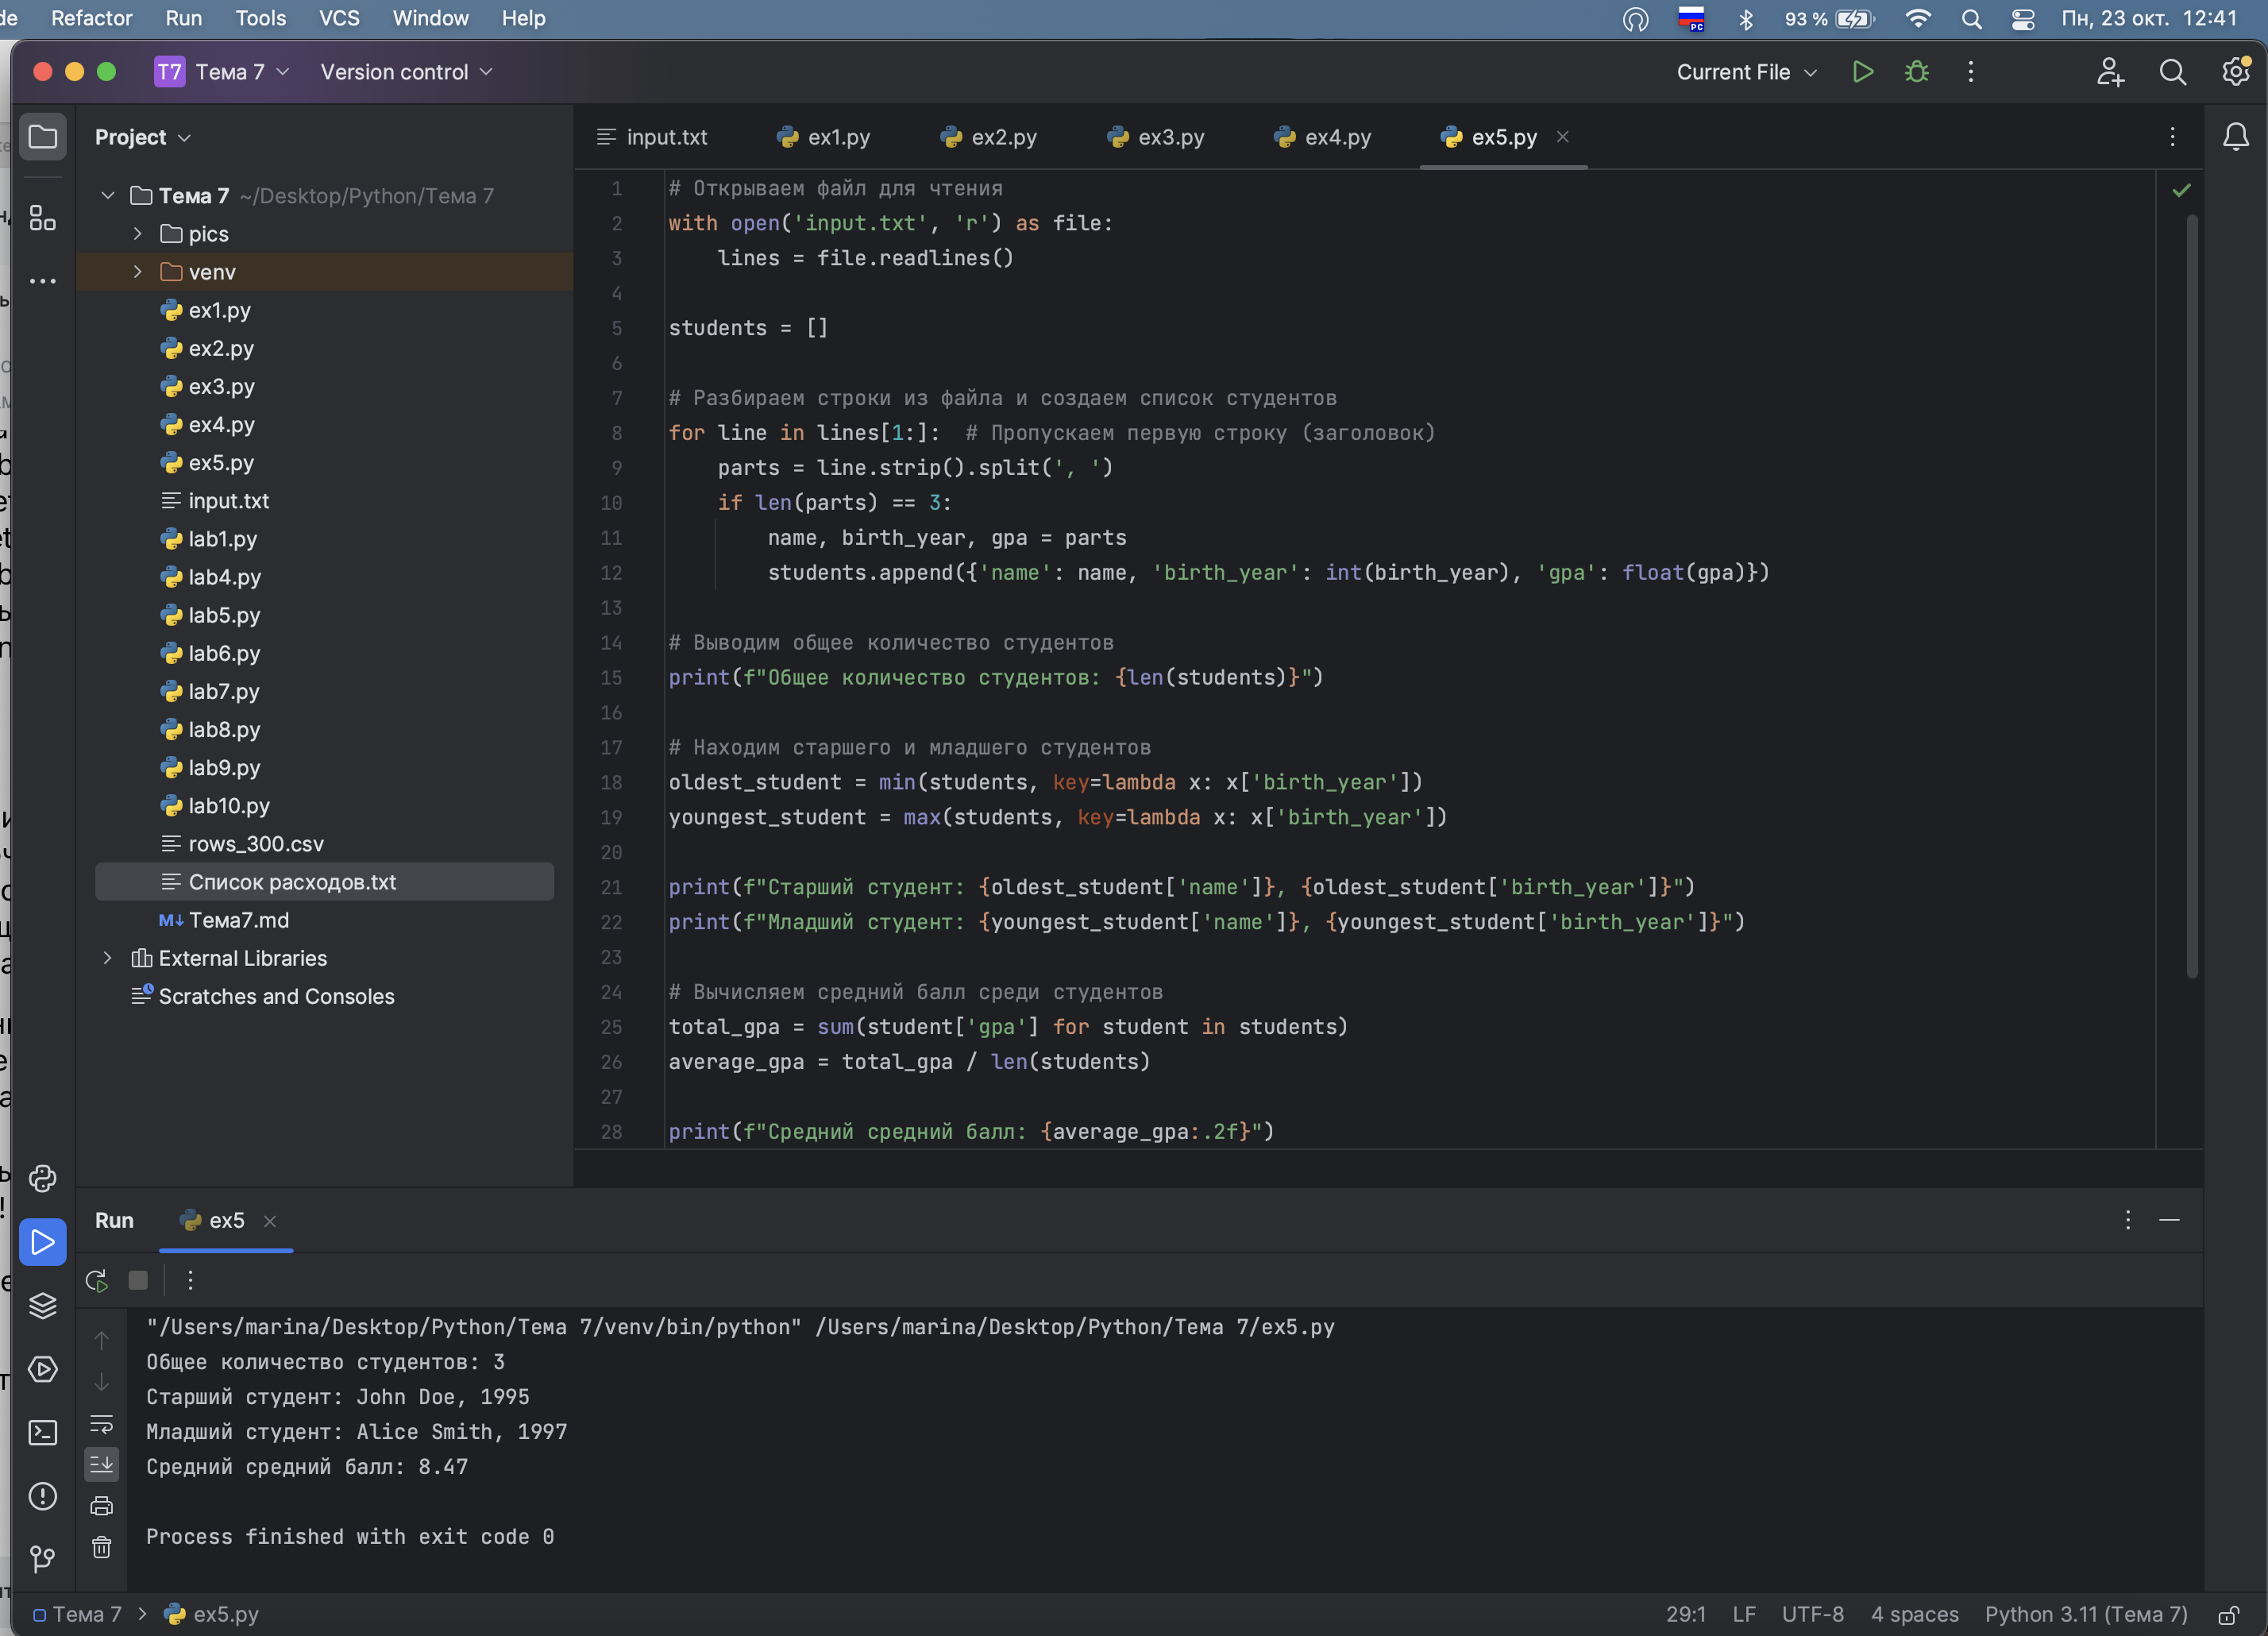 Refactor Run Tools VCS Window Help 93 % Пн, 23 окт. 12:41
T7 Тема 7 Version control Current File
Project
input.txt ex1.py ex2.py ex3.py ex4.py ex5.py
Тема 7 ~/Desktop/Python/Тема 7
pics
venv
ex1.py
ex2.py
ex3.py
ex4.py
ex5.py
input.txt
lab1.py
lab4.py
lab5.py
lab6.py
lab7.py
lab8.py
lab9.py
lab10.py
rows_300.csv
Список расходов.txt
M↓ Тема7.md
External Libraries
Scratches and Consoles
1 # Открываем файл для чтения
2 with open('input.txt', 'r') as file:
3 lines = file.readlines()
4
5 students = []
6
7 # Разбираем строки из файла и создаем список студентов
8 for line in lines[1:]: # Пропускаем первую строку (заголовок)
9 parts = line.strip().split(', ')
10 if len(parts) == 3:
11 name, birth_year, gpa = parts
12 students.append({'name': name, 'birth_year': int(birth_year), 'gpa': float(gpa)})
13
14 # Выводим общее количество студентов
15 print(f"Общее количество студентов: {len(students)}")
16
17 # Находим старшего и младшего студентов
18 oldest_student = min(students, key=lambda x: x['birth_year'])
19 youngest_student = max(students, key=lambda x: x['birth_year'])
20
21 print(f"Старший студент: {oldest_student['name']}, {oldest_student['birth_year']}")
22 print(f"Младший студент: {youngest_student['name']}, {youngest_student['birth_year']}")
23
24 # Вычисляем средний балл среди студентов
25 total_gpa = sum(student['gpa'] for student in students)
26 average_gpa = total_gpa / len(students)
27
28 print(f"Средний средний балл: {average_gpa:.2f}")
Run ex5
"/Users/marina/Desktop/Python/Тема 7/venv/bin/python" /Users/marina/Desktop/Python/Тема 7/ex5.py
Общее количество студентов: 3
Старший студент: John Doe, 1995
Младший студент: Alice Smith, 1997
Средний средний балл: 8.47
Process finished with exit code 0
Тема 7 > ex5.py 29:1 LF UTF-8 4 spaces Python 3.11 (Тема 7)